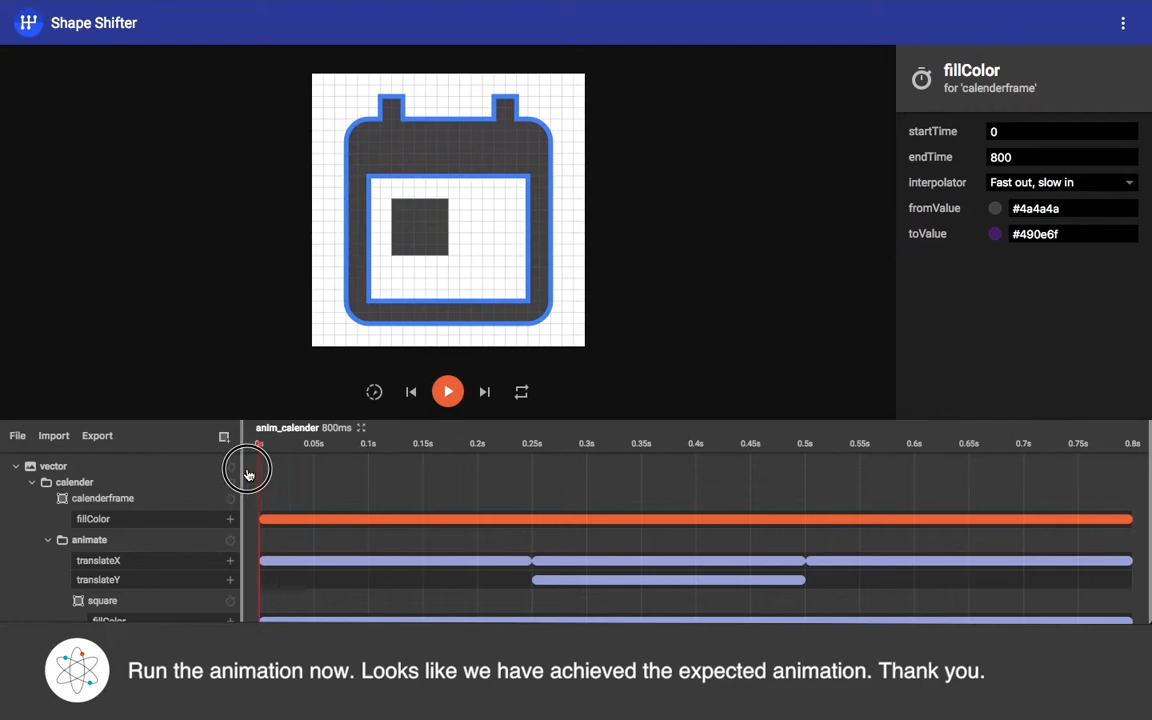 Shape Shifter
fillColor
for 'calenderframe'
startTime 0
endTime 800
interpolator Fast out, slow in
fromValue #4a4a4a
toValue #490e6f
File Import Export
anim_calender 800ms
0s 0.05s 0.1s 0.15s 0.2s 0.25s 0.3s 0.35s 0.4s 0.45s 0.5s 0.55s 0.6s 0.65s 0.7s 0.75s 0.8s
vector
calender
calenderframe
fillColor
animate
translateX
translateY
square
fillColor
Run the animation now. Looks like we have achieved the expected animation. Thank you.